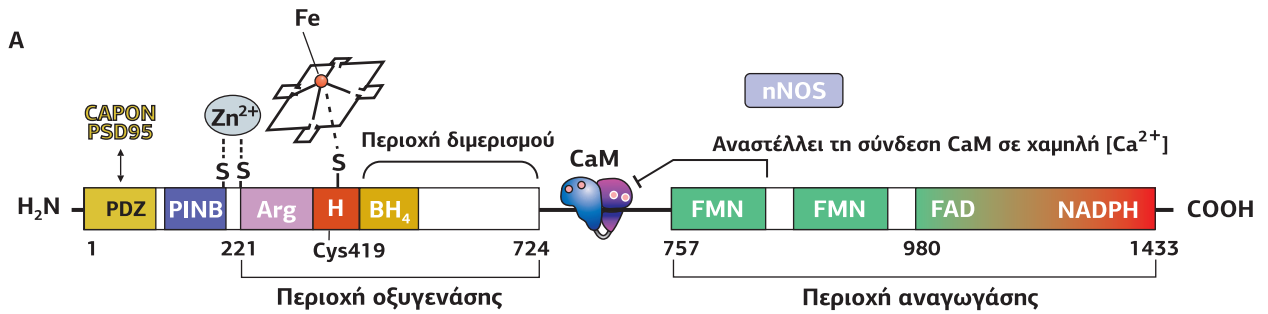 A
Fe
CAPON
PSD95
Zn²⁺
nNOS
Περιοχή διμερισμού
CaM
Αναστέλλει τη σύνδεση CaM σε χαμηλή [Ca²⁺]
S S S
H₂N PDZ PINB Arg H BH₄ FMN FMN FAD NADPH COOH
1 221 Cys419 724 757 980 1433
Περιοχή οξυγενάσης Περιοχή αναγωγάσης